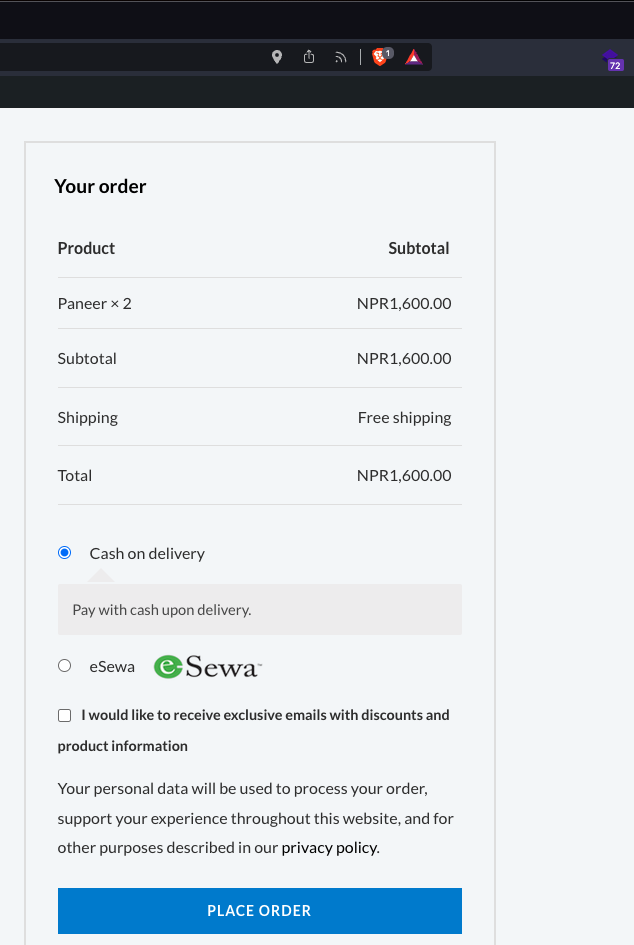 1
72
Your order
Product Subtotal
Paneer × 2 NPR1,600.00
Subtotal NPR1,600.00
Shipping Free shipping
Total NPR1,600.00
Cash on delivery
Pay with cash upon delivery.
eSewa e-Sewa™
I would like to receive exclusive emails with discounts and
product information
Your personal data will be used to process your order,
support your experience throughout this website, and for
other purposes described in our privacy policy.
PLACE ORDER